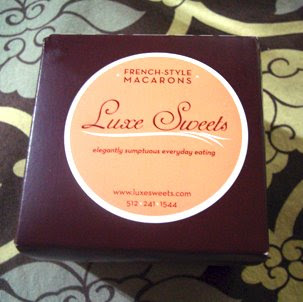 FRENCH-STYLE
MACARONS
Luxe Sweets
elegantly sumptuous everyday eating
www.luxesweets.com
512.241.1544